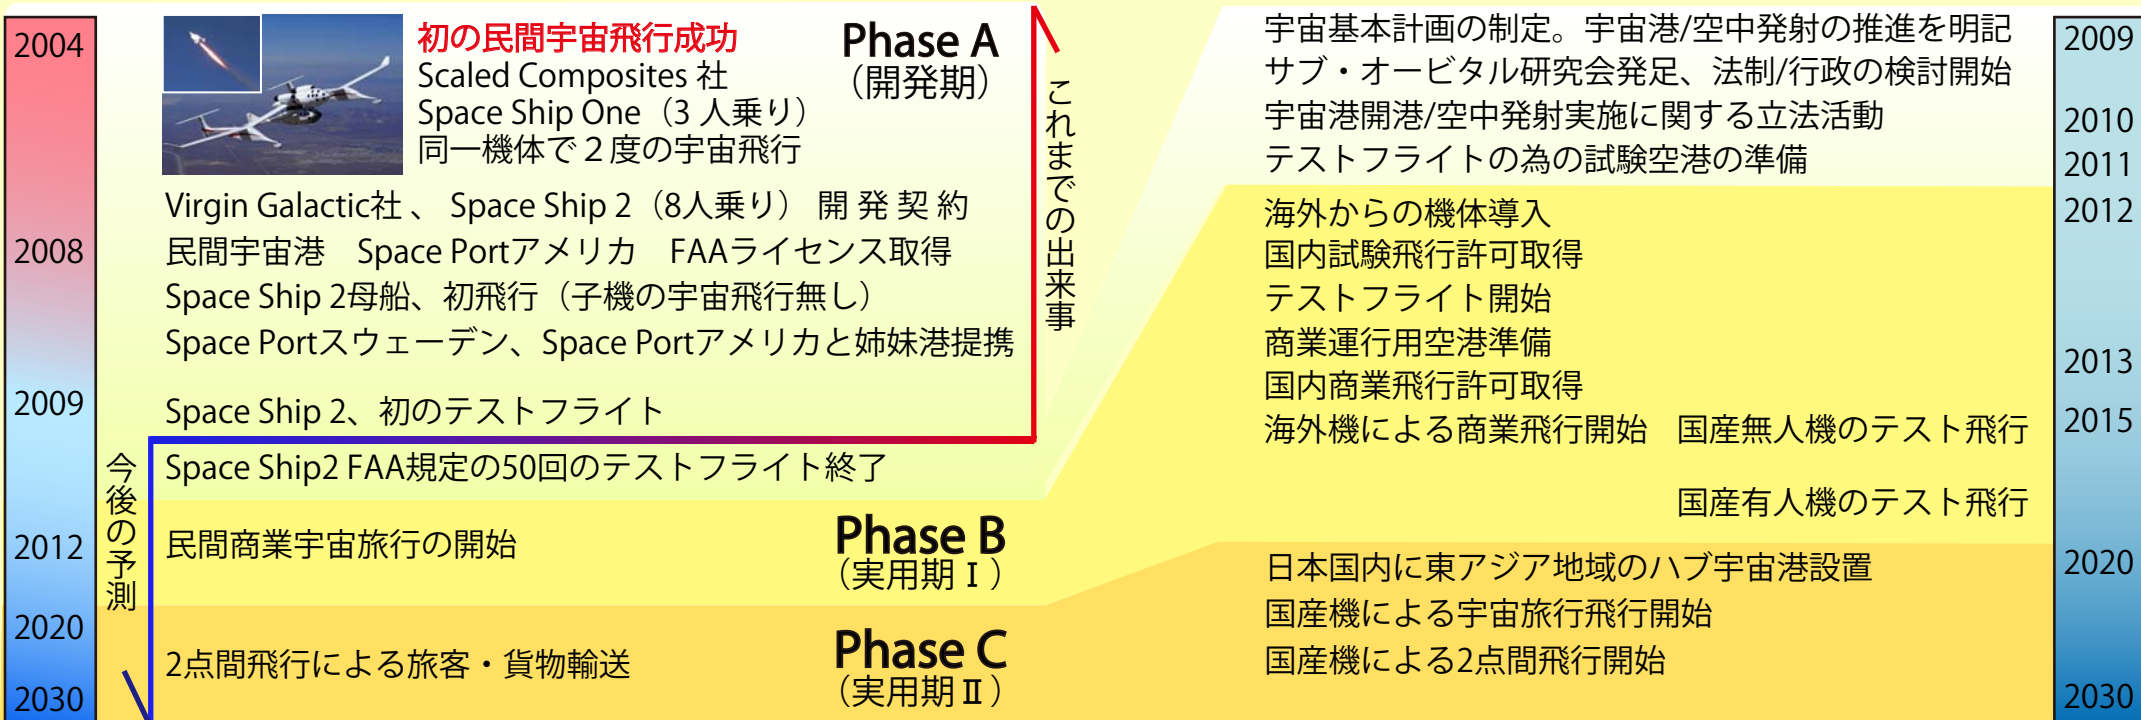 2004
初の民間宇宙飛行成功
Scaled Composites 社
Space Ship One（3 人乗り）
同一機体で２度の宇宙飛行
Phase A
（開発期）
Virgin Galactic社 、 Space Ship 2（8人乗り） 開 発 契 約
2008
民間宇宙港　Space Portアメリカ　FAAライセンス取得
Space Ship 2母船、初飛行（子機の宇宙飛行無し）
Space Portスウェーデン、Space Portアメリカと姉妹港提携
2009
Space Ship 2、初のテストフライト
これまでの出来事
今後の予測
Space Ship2 FAA規定の50回のテストフライト終了
2012
民間商業宇宙旅行の開始
Phase B
（実用期Ⅰ）
2020
2点間飛行による旅客・貨物輸送
Phase C
（実用期Ⅱ）
2030
宇宙基本計画の制定。宇宙港/空中発射の推進を明記
2009
サブ・オービタル研究会発足、法制/行政の検討開始
宇宙港開港/空中発射実施に関する立法活動
2010
テストフライトの為の試験空港の準備
2011
海外からの機体導入
2012
国内試験飛行許可取得
テストフライト開始
商業運行用空港準備
2013
国内商業飛行許可取得
海外機による商業飛行開始　国産無人機のテスト飛行
2015
国産有人機のテスト飛行
日本国内に東アジア地域のハブ宇宙港設置
2020
国産機による宇宙旅行飛行開始
国産機による2点間飛行開始
2030